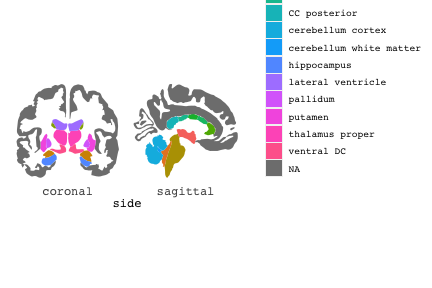 CC posterior
cerebellum cortex
cerebellum white matter
hippocampus
lateral ventricle
pallidum
putamen
thalamus proper
ventral DC
NA
coronal
sagittal
side